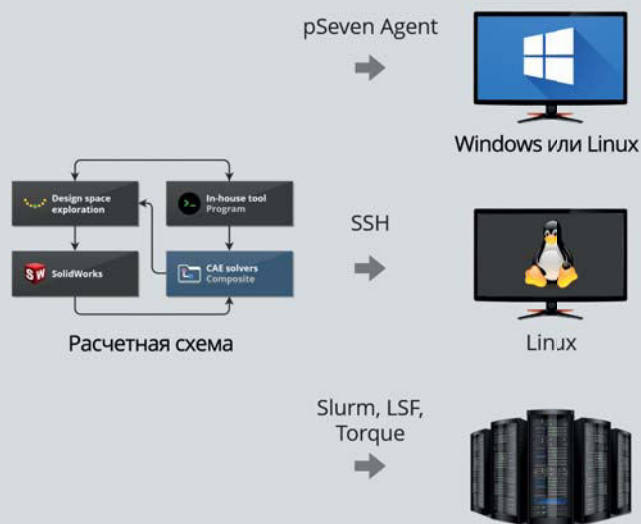 pSeven Agent
Windows или Linux
Design space
exploration
In-house tool
Program
SW SolidWorks
CAE solvers
Composite
Расчетная схема
SSH
Linux
Slurm, LSF,
Torque